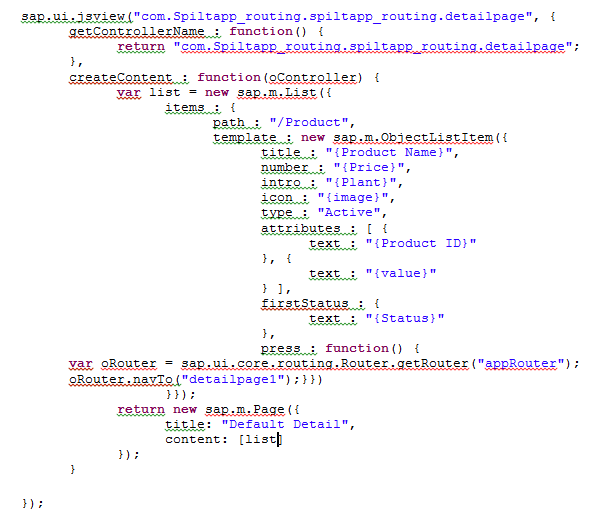 sap.ui.jsview("com.Spiltapp_routing.spiltapp_routing.detailpage", {
getControllerName : function() {
return "com.Spiltapp_routing.spiltapp_routing.detailpage";
},
createContent : function(oController) {
var list = new sap.m.List({
items : {
path : "/Product",
template : new sap.m.ObjectListItem({
title : "{Product Name}",
number : "{Price}",
intro : "{Plant}",
icon : "{image}",
type : "Active",
attributes : [ {
text : "{Product ID}"
}, {
text : "{value}"
} ],
firstStatus : {
text : "{Status}"
},
press : function() {
var oRouter = sap.ui.core.routing.Router.getRouter("appRouter");
oRouter.navTo("detailpage1");}})
}});
return new sap.m.Page({
title: "Default Detail",
content: [list]
});
}
});